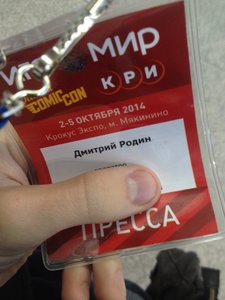 МИР
COMIC CON
КРИ
2-5 ОКТЯБРЯ 2014
Крокус Экспо, м. Мякинино
Дмитрий Родин
ПРЕССА